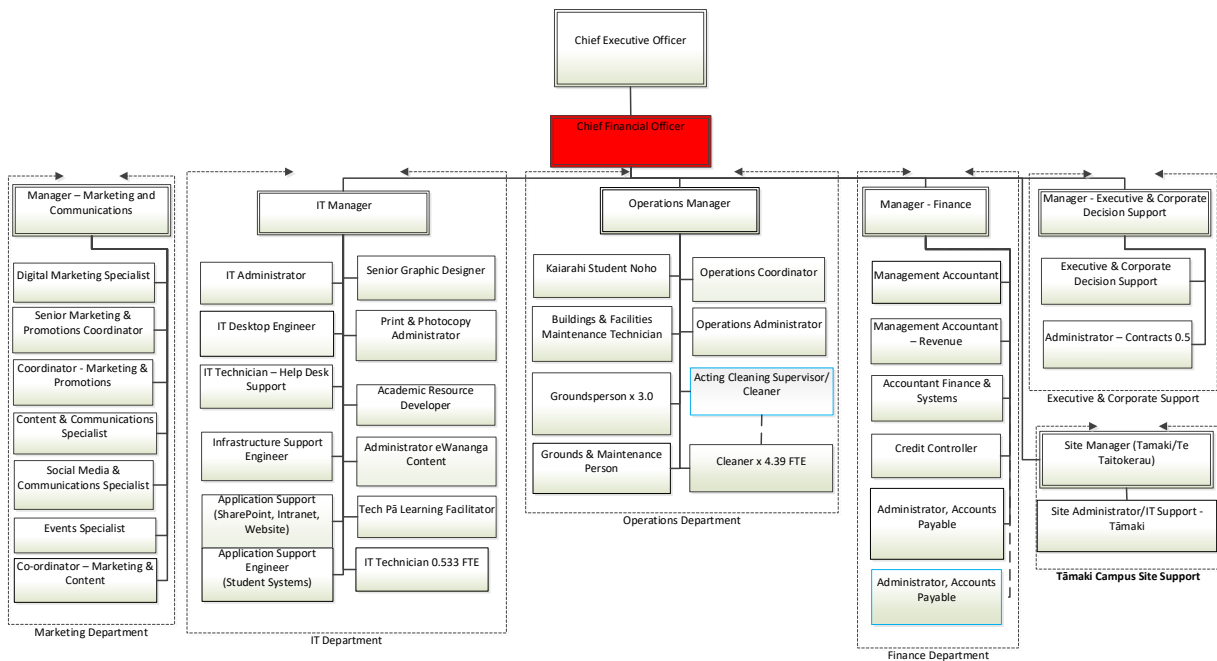 Chief Executive Officer
Chief Financial Officer
Manager – Marketing and
Communications
Digital Marketing Specialist
Senior Marketing &
Promotions Coordinator
Coordinator - Marketing &
Promotions
Content & Communications
Specialist
Social Media &
Communications Specialist
Events Specialist
Co-ordinator – Marketing &
Content
Marketing Department
IT Manager
IT Administrator
IT Desktop Engineer
IT Technician – Help Desk
Support
Infrastructure Support
Engineer
Application Support
(SharePoint, Intranet,
Website)
Application Support
Engineer
(Student Systems)
Senior Graphic Designer
Print & Photocopy
Administrator
Academic Resource
Developer
Administrator eWananga
Content
Tech Pā Learning Facilitator
IT Technician 0.533 FTE
IT Department
Operations Manager
Kaiarahi Student Noho
Buildings & Facilities
Maintenance Technician
Groundsperson x 3.0
Grounds & Maintenance
Person
Operations Coordinator
Operations Administrator
Acting Cleaning Supervisor/
Cleaner
Cleaner x 4.39 FTE
Operations Department
Manager - Finance
Management Accountant
Management Accountant
– Revenue
Accountant Finance &
Systems
Credit Controller
Administrator, Accounts
Payable
Administrator, Accounts
Payable
Finance Department
Manager - Executive & Corporate
Decision Support
Executive & Corporate
Decision Support
Administrator – Contracts 0.5
Executive & Corporate Support
Site Manager (Tamaki/Te
Taitokerau)
Site Administrator/IT Support -
Tāmaki
Tāmaki Campus Site Support